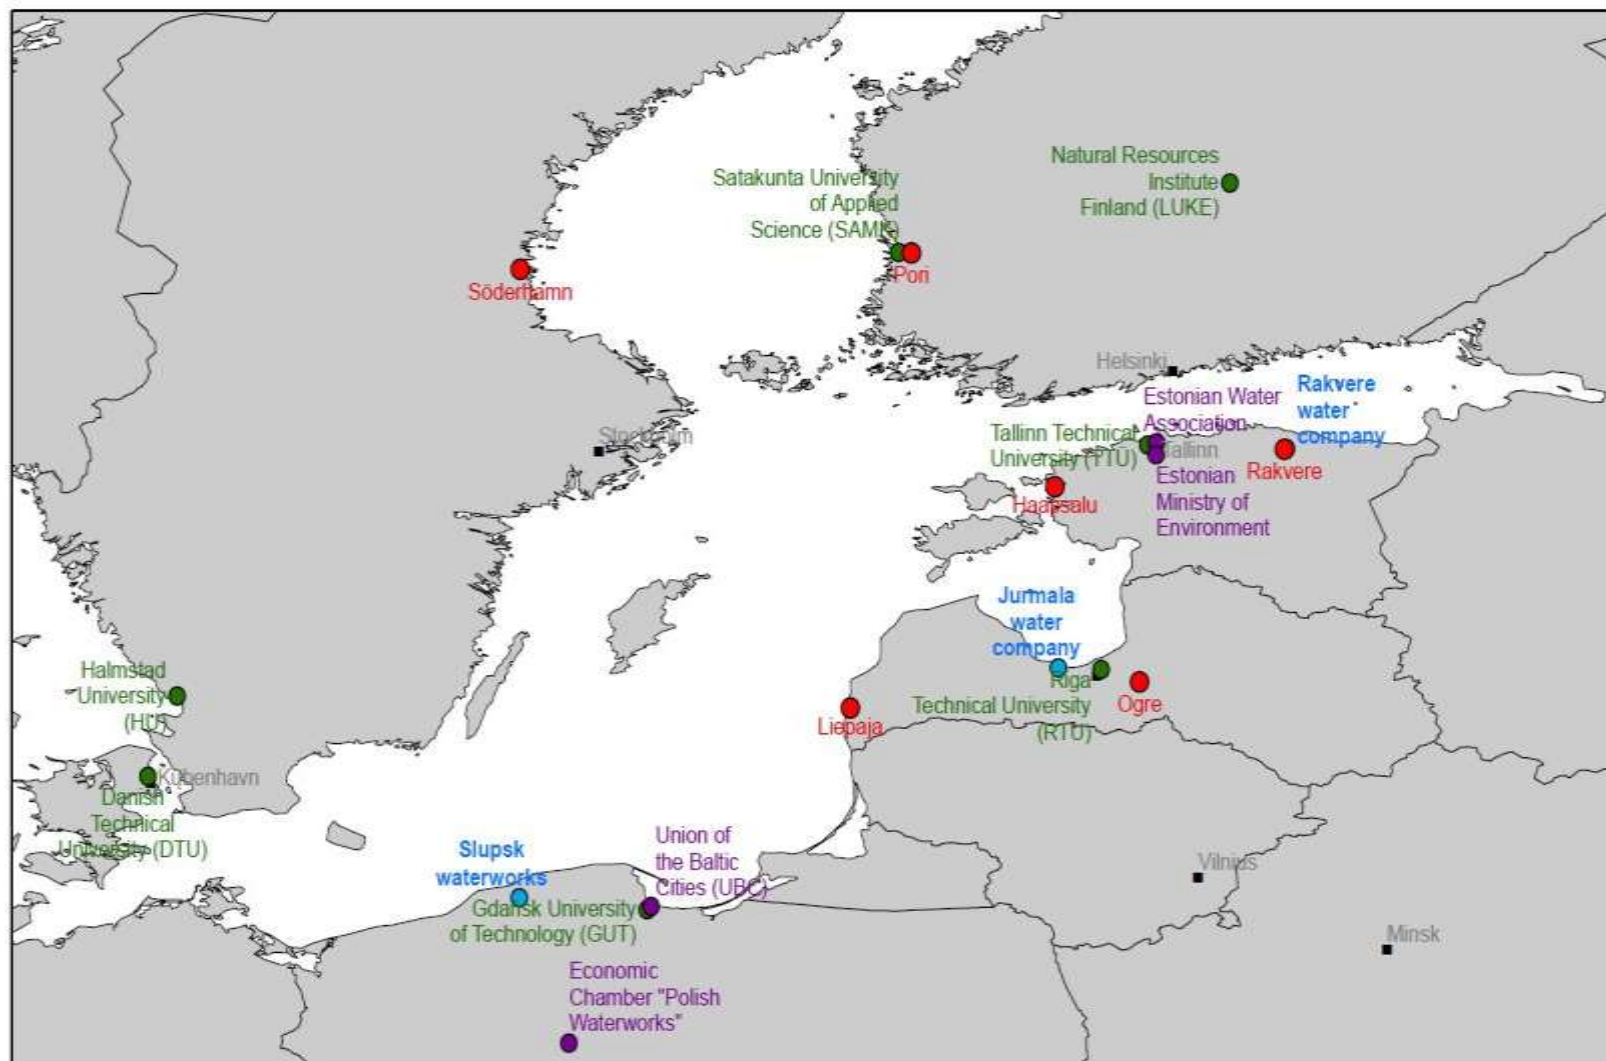 Natural Resources
Institute
Finland (LUKE)
Satakunta University
of Applied
Science (SAMK)
Pori
Söderhamn
Helsinki
Rakvere
water
company
Estonian Water
Association
Stockholm
Tallinn Technical
University (TTU)
Tallinn
Rakvere
Estonian
Ministry of
Environment
Haapsalu
Jurmala
water
company
Halmstad
University
(HU)
Riga
Technical University
(RTU)
Ogre
Liepaja
Kübenhavn
Danish
Technical
University (DTU)
Slupsk
waterworks
Union of
the Baltic
Cities (UBC)
Vilnius
Gdansk University
of Technology (GUT)
Minsk
Economic
Chamber "Polish
Waterworks"